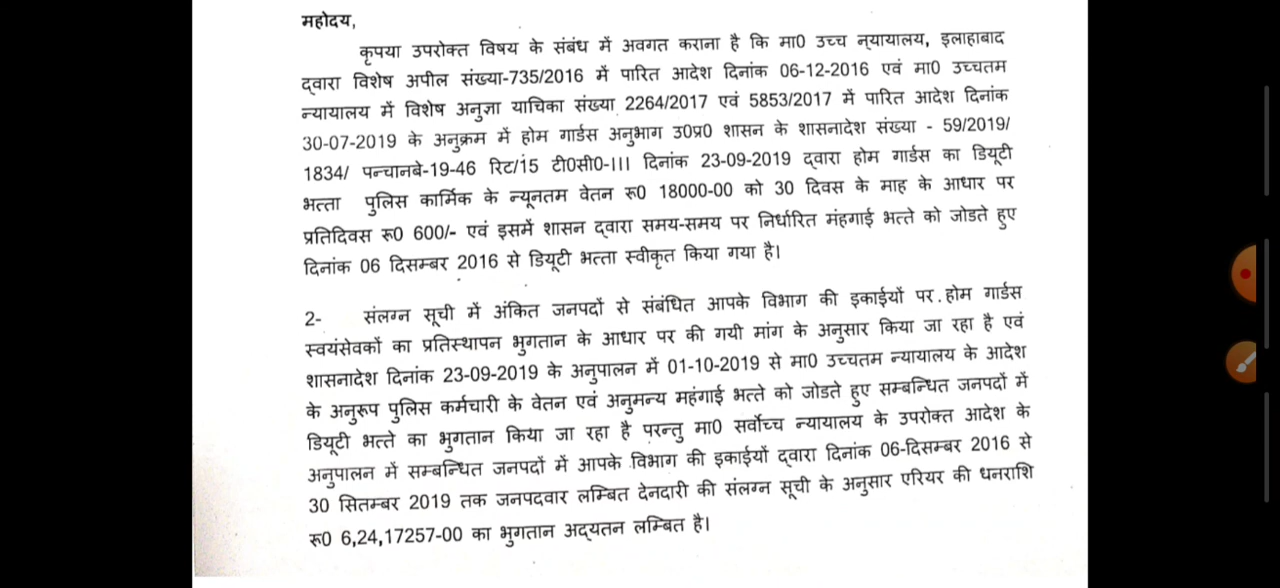 महोदय,
कृपया उपरोक्त विषय के संबंध में अवगत कराना है कि मा0 उच्च न्यायालय, इलाहाबाद
द्वारा विशेष अपील संख्या-735/2016 में पारित आदेश दिनांक 06-12-2016 एवं मा0 उच्चतम
न्यायालय में विशेष अनुज्ञा याचिका संख्या 2264/2017 एवं 5853/2017 में पारित आदेश दिनांक
30-07-2019 के अनुक्रम में होम गार्डस अनुभाग उ0प्र0 शासन के शासनादेश संख्या - 59/2019/
1834/ पन्चानबे-19-46 रिट/15 टी0सी0-III दिनांक 23-09-2019 द्वारा होम गार्डस का डियूटी
भत्ता पुलिस कार्मिक के न्यूनतम वेतन रू0 18000-00 को 30 दिवस के माह के आधार पर
प्रतिदिवस रू0 600/- एवं इसमें शासन द्वारा समय-समय पर निर्धारित मंहगाई भत्ते को जोडते हुए
दिनांक 06 दिसम्बर 2016 से डियूटी भत्ता स्वीकृत किया गया है।
2- संलग्न सूची में अंकित जनपदों से संबंधित आपके विभाग की इकाईयों पर होम गार्डस
स्वयंसेवकों का प्रतिस्थापन भुगतान के आधार पर की गयी मांग के अनुसार किया जा रहा है एवं
शासनादेश दिनांक 23-09-2019 के अनुपालन में 01-10-2019 से मा0 उच्चतम न्यायालय के आदेश
के अनुरूप पुलिस कर्मचारी के वेतन एवं अनुमन्य महंगाई भत्ते को जोडते हुए सम्बन्धित जनपदों में
डियूटी भत्ते का भुगतान किया जा रहा है परन्तु मा0 सर्वोच्च न्यायालय के उपरोक्त आदेश के
अनुपालन में सम्बन्धित जनपदों में आपके विभाग की इकाईयों द्वारा दिनांक 06-दिसम्बर 2016 से
30 सितम्बर 2019 तक जनपदवार लम्बित देनदारी की संलग्न सूची के अनुसार एरियर की धनराशि
रू0 6,24,17257-00 का भुगतान अद्यतन लम्बित है।